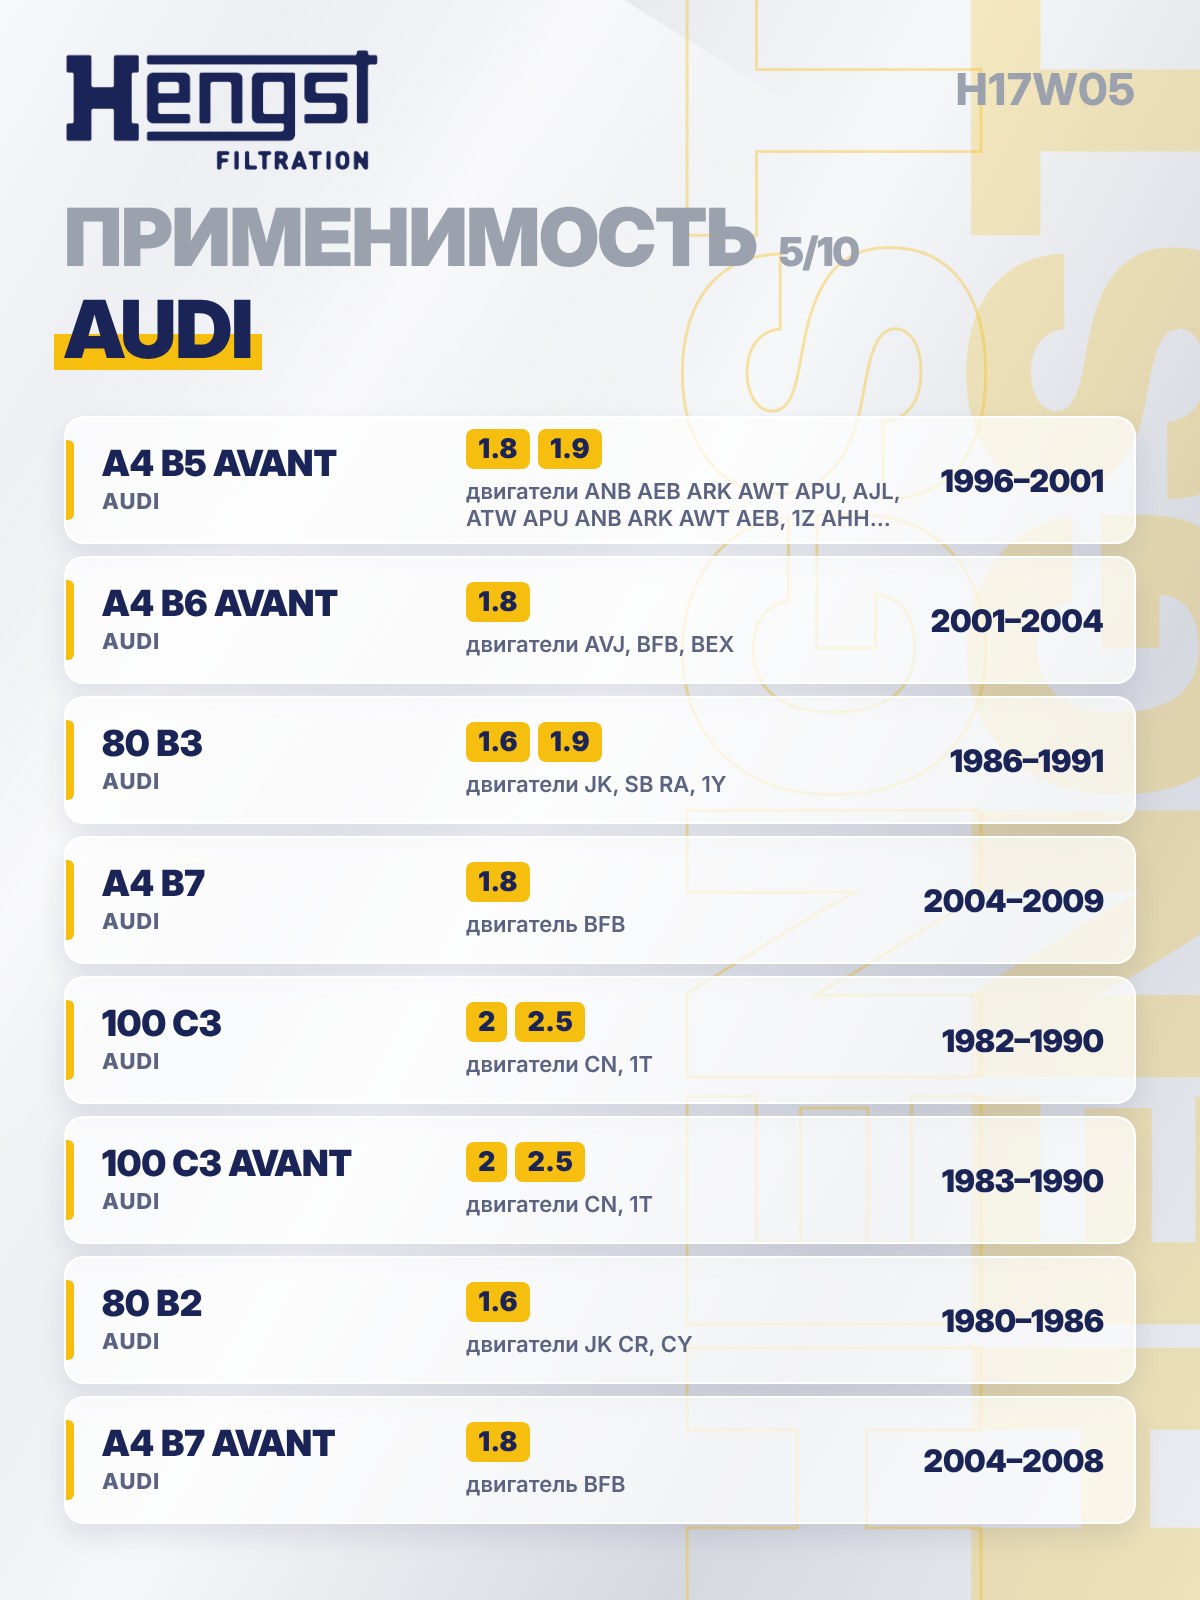 Hengst
FILTRATION
H17W05
ПРИМЕНИМОСТЬ 5/10
AUDI
A4 B5 AVANT
AUDI
1.8 1.9
двигатели ANB AEB ARK AWT APU, AJL,
ATW APU ANB ARK AWT AEB, 1Z AHH...
1996–2001
A4 B6 AVANT
AUDI
1.8
двигатели AVJ, BFB, BEX
2001–2004
80 B3
AUDI
1.6 1.9
двигатели JK, SB RA, 1Y
1986–1991
A4 B7
AUDI
1.8
двигатель BFB
2004–2009
100 C3
AUDI
2 2.5
двигатели CN, 1T
1982–1990
100 C3 AVANT
AUDI
2 2.5
двигатели CN, 1T
1983–1990
80 B2
AUDI
1.6
двигатели JK CR, CY
1980–1986
A4 B7 AVANT
AUDI
1.8
двигатель BFB
2004–2008
HENGST
HENGST